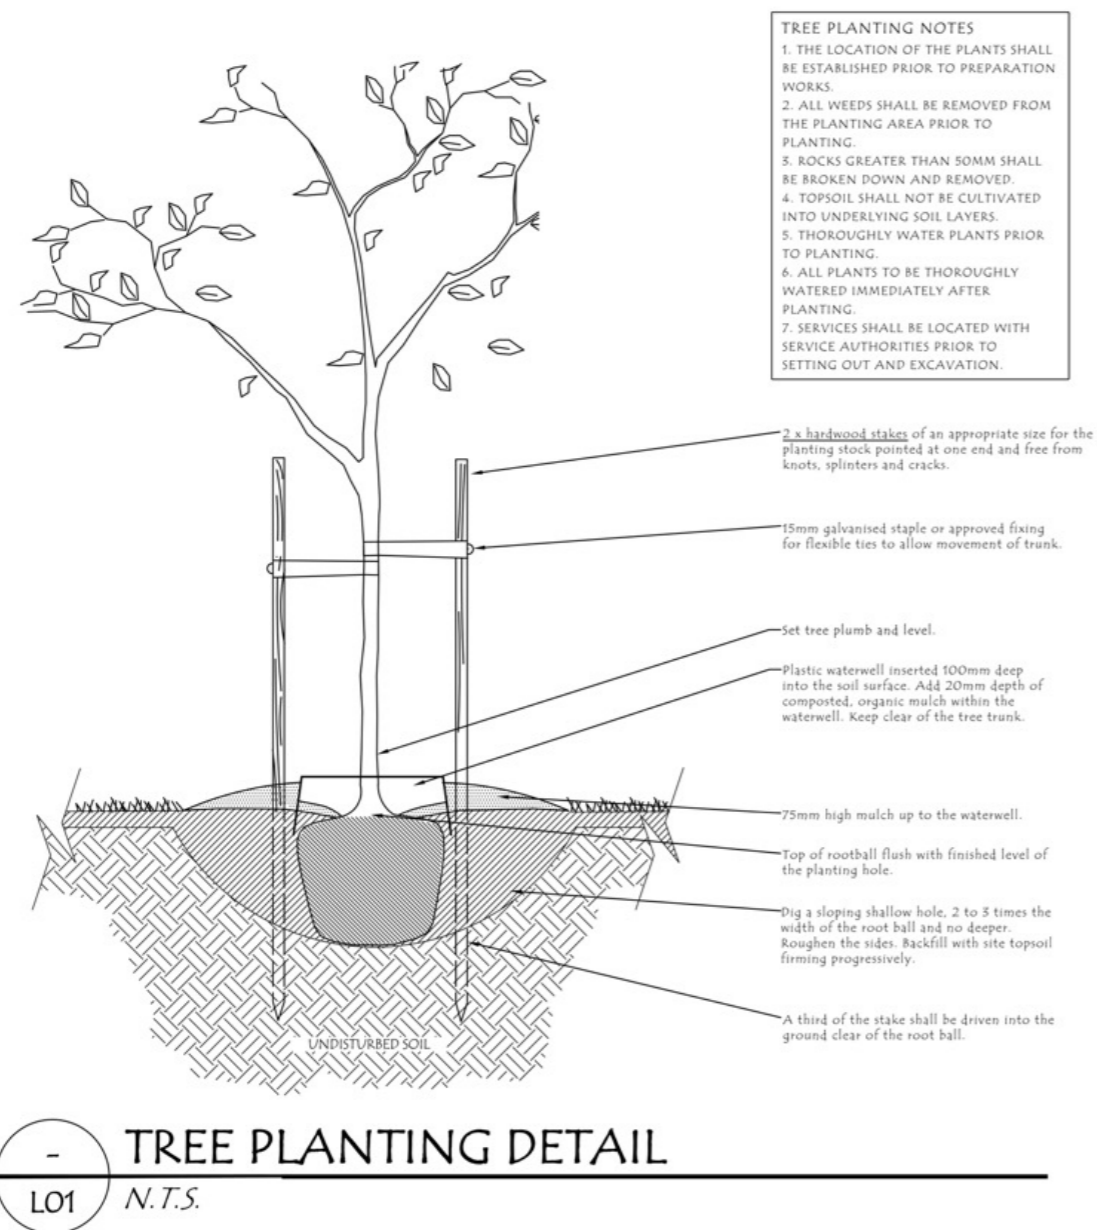 TREE PLANTING NOTES
1. THE LOCATION OF THE PLANTS SHALL
BE ESTABLISHED PRIOR TO PREPARATION
WORKS.
2. ALL WEEDS SHALL BE REMOVED FROM
THE PLANTING AREA PRIOR TO
PLANTING.
3. ROCKS GREATER THAN 50MM SHALL
BE BROKEN DOWN AND REMOVED.
4. TOPSOIL SHALL NOT BE CULTIVATED
INTO UNDERLYING SOIL LAYERS.
5. THOROUGHLY WATER PLANTS PRIOR
TO PLANTING.
6. ALL PLANTS TO BE THOROUGHLY
WATERED IMMEDIATELY AFTER
PLANTING.
7. SERVICES SHALL BE LOCATED WITH
SERVICE AUTHORITIES PRIOR TO
SETTING OUT AND EXCAVATION.
2 x hardwood stakes of an appropriate size for the
planting stock pointed at one end and free from
knots, splinters and cracks.
15mm galvanised staple or approved fixing
for flexible ties to allow movement of trunk.
Set tree plumb and level.
Plastic waterwell inserted 100mm deep
into the soil surface. Add 20mm depth of
composted, organic mulch within the
waterwell. Keep clear of the tree trunk.
75mm high mulch up to the waterwell.
Top of rootball flush with finished level of
the planting hole.
Dig a sloping shallow hole, 2 to 3 times the
width of the root ball and no deeper.
Roughen the sides. Backfill with site topsoil
firming progressively.
A third of the stake shall be driven into the
ground clear of the root ball.
UNDISTURBED SOIL
-
L01
TREE PLANTING DETAIL
N.T.S.